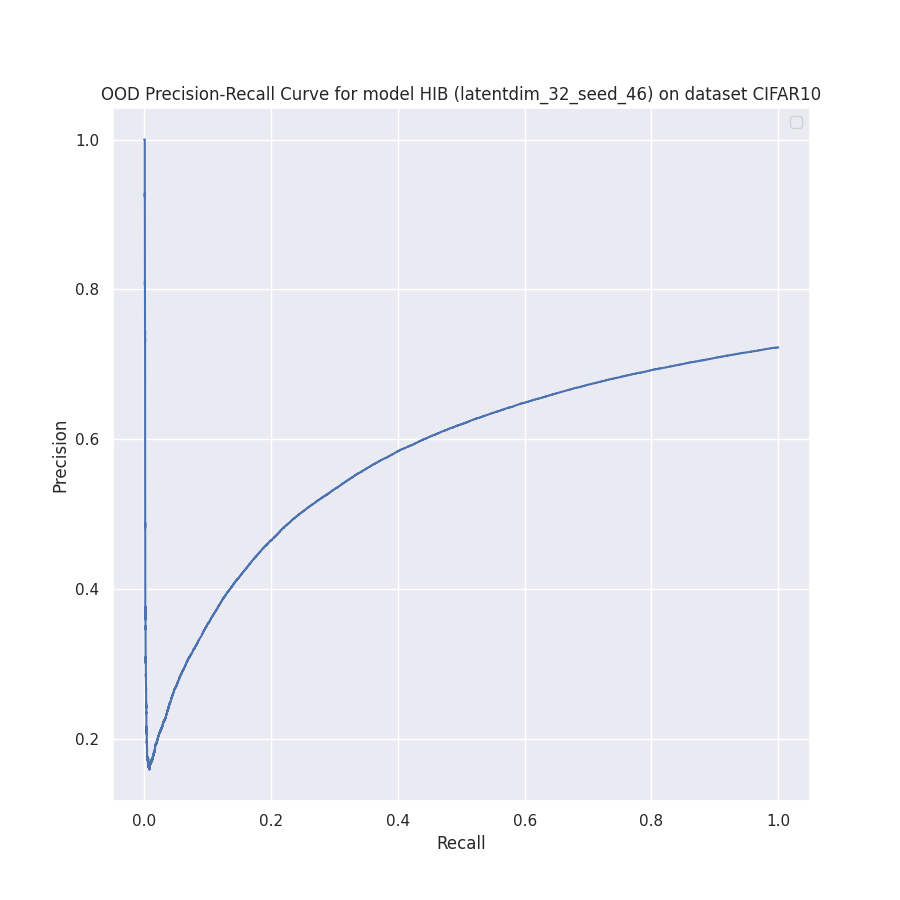 OOD Precision-Recall Curve for model HIB (latentdim_32_seed_46) on dataset CIFAR10
1.0
0.8
0.6
0.4
0.2
Precision
0.0 0.2 0.4 0.6 0.8 1.0
Recall